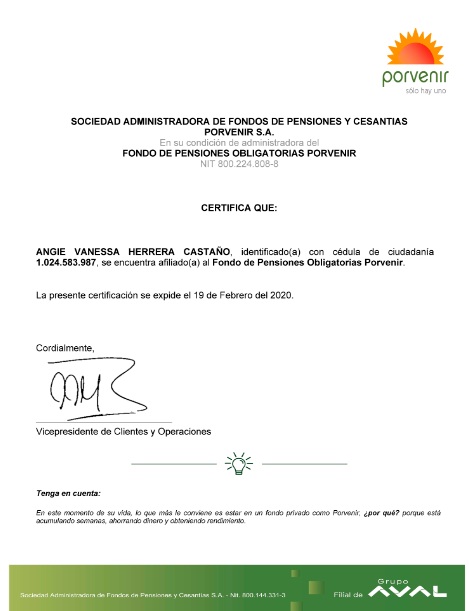 porvenir
sólo hay uno
SOCIEDAD ADMINISTRADORA DE FONDOS DE PENSIONES Y CESANTIAS
PORVENIR S.A.
En su condición de administradora del
FONDO DE PENSIONES OBLIGATORIAS PORVENIR
NIT 800.224.808-8
CERTIFICA QUE:
ANGIE VANESSA HERRERA CASTAÑO, identificado(a) con cédula de ciudadanía
1.024.583.987, se encuentra afiliado(a) al Fondo de Pensiones Obligatorias Porvenir.
La presente certificación se expide el 19 de Febrero del 2020.
Cordialmente,
Vicepresidente de Clientes y Operaciones
Tenga en cuenta:
En este momento de su vida, lo que más le conviene es estar en un fondo privado como Porvenir, ¿por qué? porque está
acumulando semanas, ahorrando dinero y obteniendo rendimiento.
Sociedad Administradora de Fondos de Pensiones y Cesantías S.A. - Nit. 800.144.331-3
Filial de Grupo AVAL